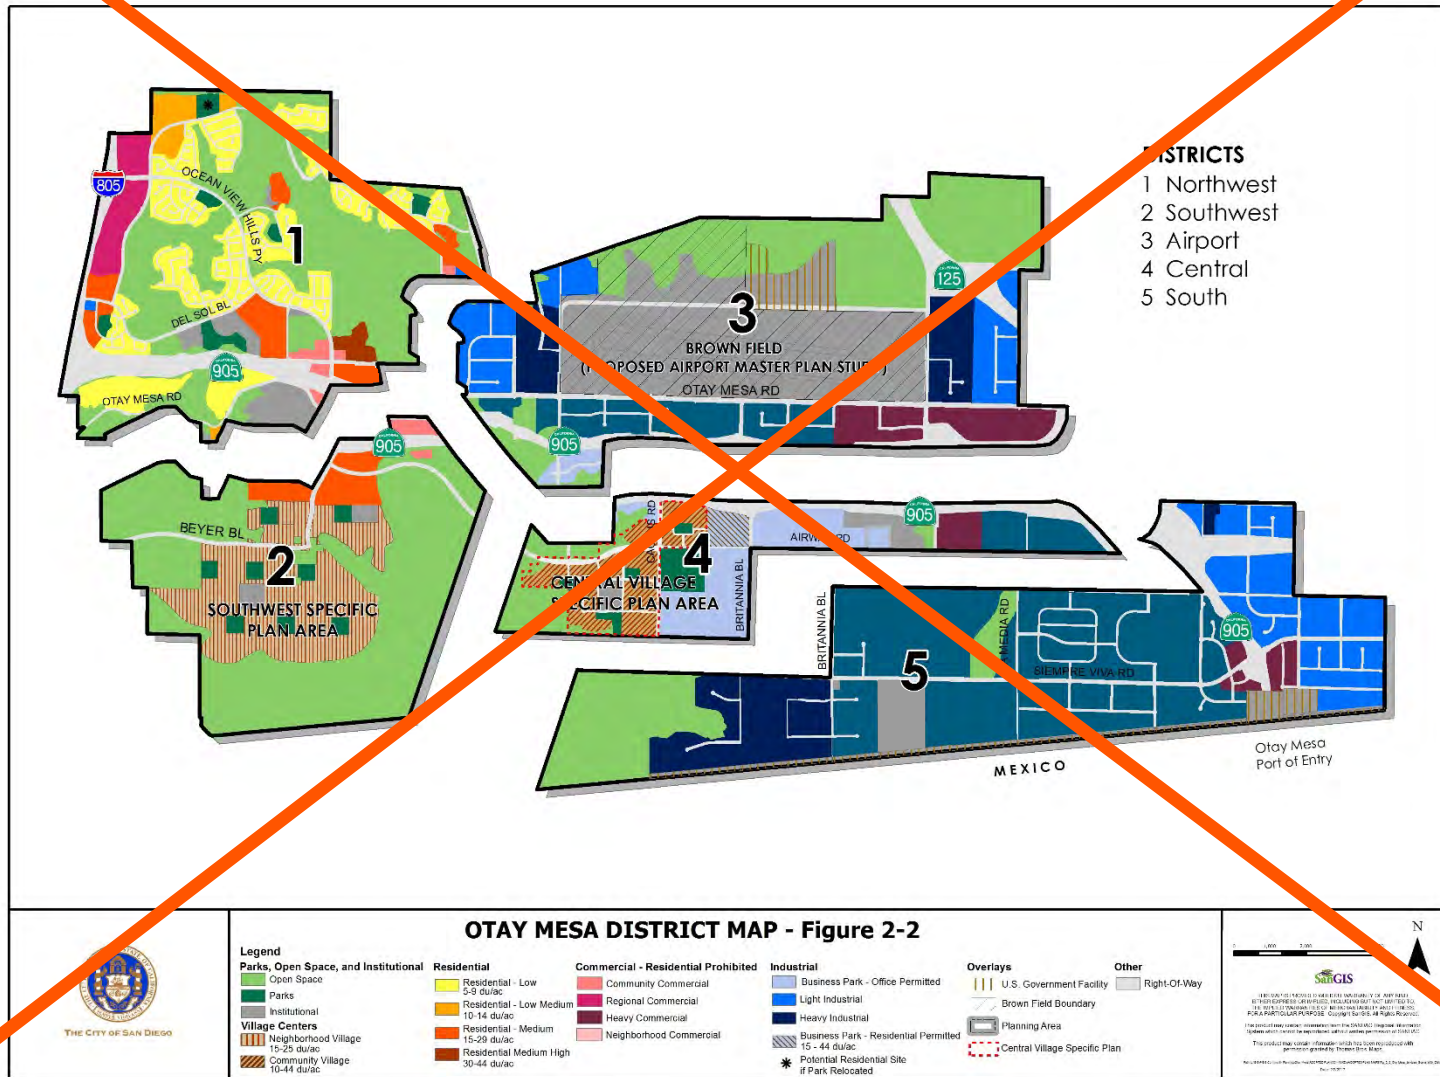 DISTRICTS
1 Northwest
2 Southwest
3 Airport
4 Central
5 South
805
OCEAN VIEW HILLS PY
1
DEL SOL BL
905
OTAY MESA RD
125
3
BROWN FIELD
(PROPOSED AIRPORT MASTER PLAN STUDY)
OTAY MESA RD
905
905
BEYER BL
2
SOUTHWEST SPECIFIC
PLAN AREA
905
AIRWAY RD
4
CENTRAL VILLAGE
SPECIFIC PLAN AREA
BRITANNIA BL
BRITANNIA BL
MEDIA RD
905
5
SIEMPRE VIVA RD
MEXICO
Otay Mesa
Port of Entry
OTAY MESA DISTRICT MAP - Figure 2-2
THE CITY OF SAN DIEGO
Legend
Parks, Open Space, and Institutional
Open Space
Parks
Institutional
Village Centers
Neighborhood Village
15-25 du/ac
Community Village
10-44 du/ac
Residential
Residential - Low
5-9 du/ac
Residential - Low Medium
10-14 du/ac
Residential - Medium
15-29 du/ac
Residential Medium High
30-44 du/ac
Commercial - Residential Prohibited
Community Commercial
Regional Commercial
Heavy Commercial
Neighborhood Commercial
Industrial
Business Park - Office Permitted
Light Industrial
Heavy Industrial
Business Park - Residential Permitted
15 - 44 du/ac
Potential Residential Site
if Park Relocated
Overlays
U.S. Government Facility
Brown Field Boundary
Planning Area
Central Village Specific Plan
Other
Right-Of-Way
N
SanGIS